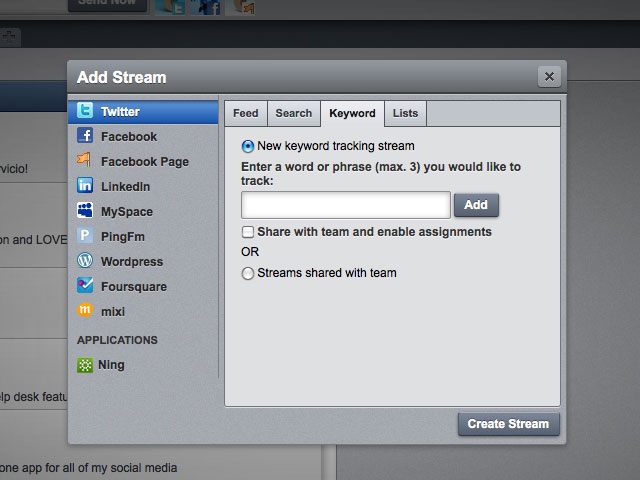 Send Now
Add Stream
Twitter
Facebook
Facebook Page
LinkedIn
MySpace
PingFm
Wordpress
Foursquare
mixi
APPLICATIONS
Ning
Feed Search Keyword Lists
New keyword tracking stream
Enter a word or phrase (max. 3) you would like to
track:
Add
Share with team and enable assignments
OR
Streams shared with team
Create Stream
vicio!
on and LOVE
lp desk featu
one app for all of my social media